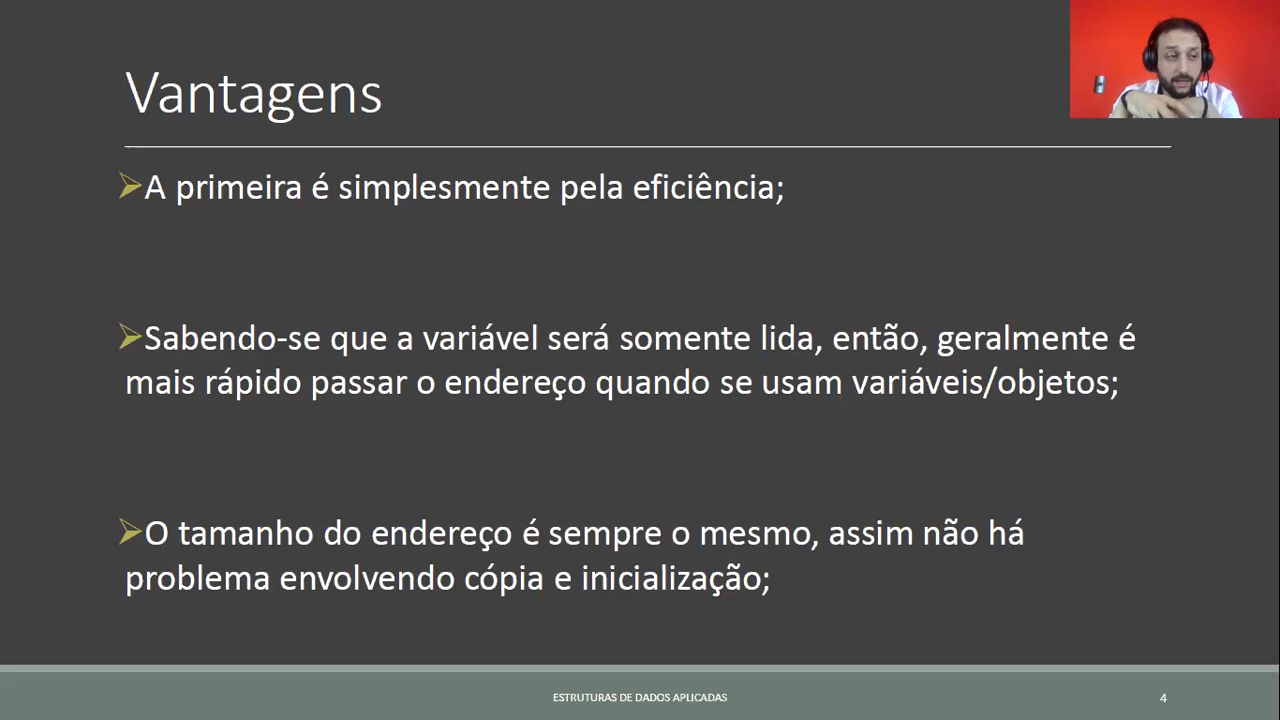 Vantagens
A primeira é simplesmente pela eficiência;
Sabendo-se que a variável será somente lida, então, geralmente é
mais rápido passar o endereço quando se usam variáveis/objetos;
O tamanho do endereço é sempre o mesmo, assim não há
problema envolvendo cópia e inicialização;
ESTRUTURAS DE DADOS APLICADAS
4